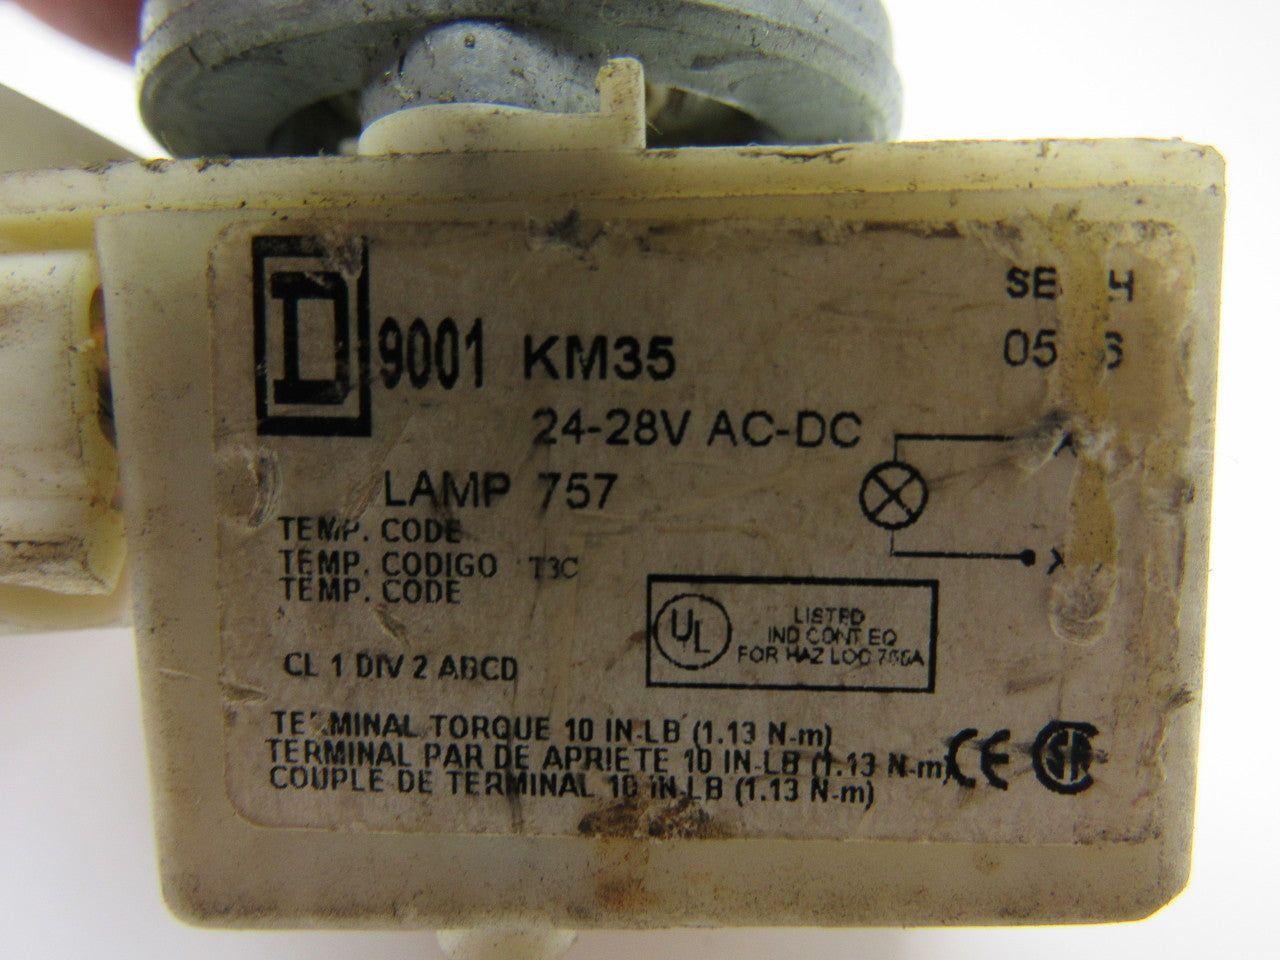 D 9001 KM35
24-28V AC-DC
LAMP 757
TEMP. CODE
TEMP. CODIGO T3C
TEMP. CODE
CL 1 DIV 2 ABCD
UL
LISTED
IND CONT EQ
FOR HAZ LOC
TERMINAL TORQUE 10 IN-LB (1.13 N-m)
TERMINAL PAR DE APRIETE 10 IN-LB (1.13 N-m)
COUPLE DE TERMINAL 10 IN-LB (1.13 N-m)
CE